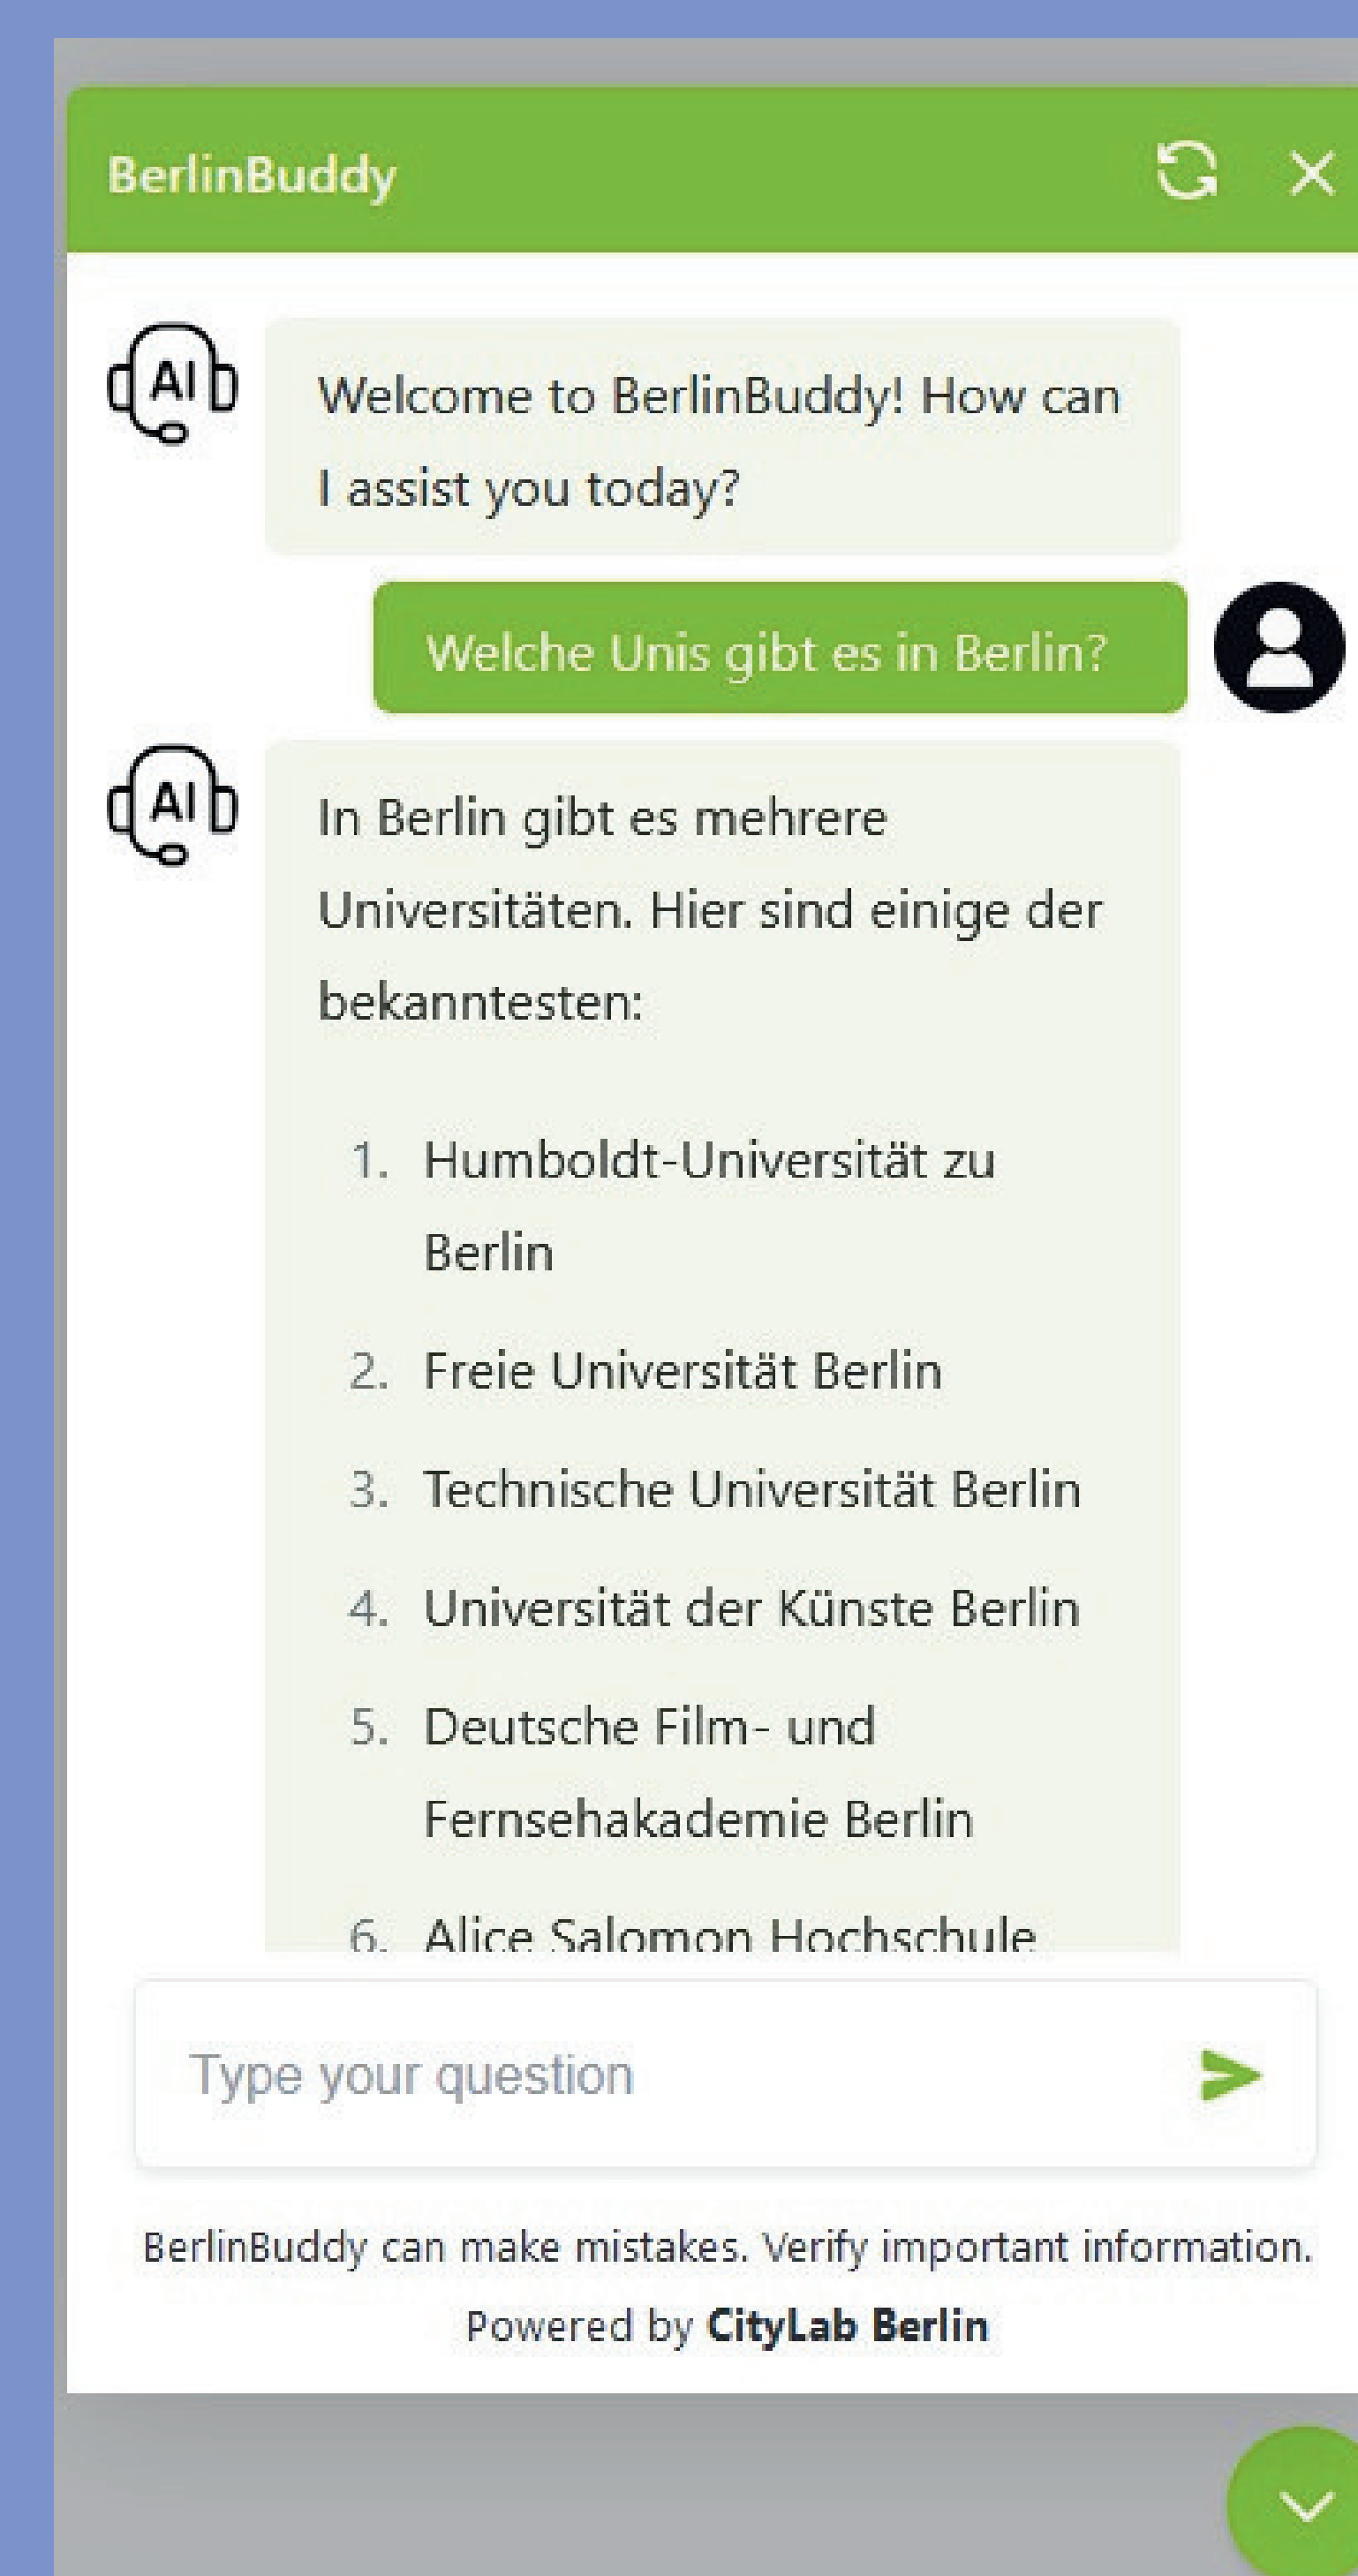 BerlinBuddy
AI
Welcome to BerlinBuddy! How can
I assist you today?
Welche Unis gibt es in Berlin?
AI
In Berlin gibt es mehrere
Universitäten. Hier sind einige der
bekanntesten:
1. Humboldt-Universität zu
Berlin
2. Freie Universität Berlin
3. Technische Universität Berlin
4. Universität der Künste Berlin
5. Deutsche Film- und
Fernsehakademie Berlin
6. Alice Salomon Hochschule
Type your question
BerlinBuddy can make mistakes. Verify important information.
Powered by CityLab Berlin